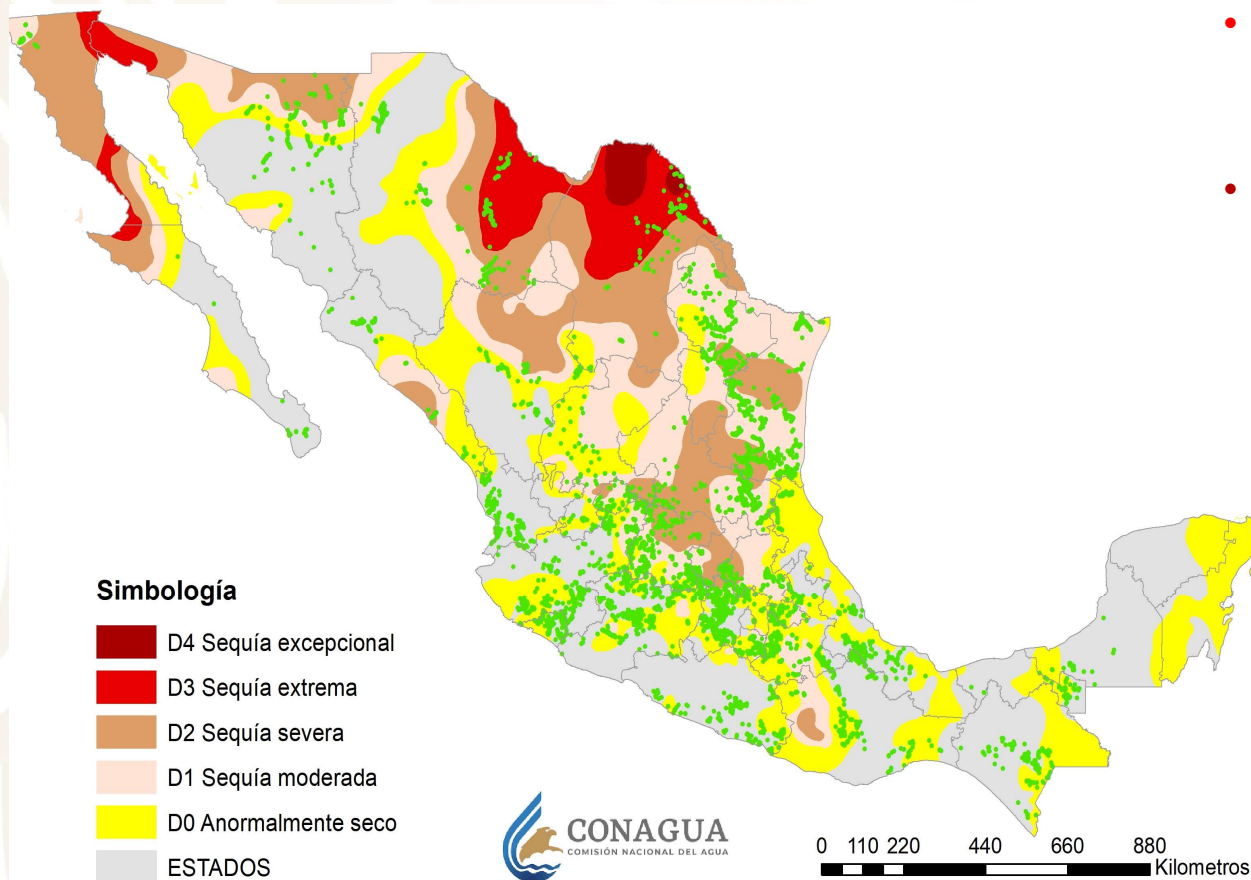 Simbología
D4 Sequía excepcional
D3 Sequía extrema
D2 Sequía severa
D1 Sequía moderada
D0 Anormalmente seco
ESTADOS
CONAGUA
COMISIÓN NACIONAL DEL AGUA
0 110 220 440 660 880
Kilometros